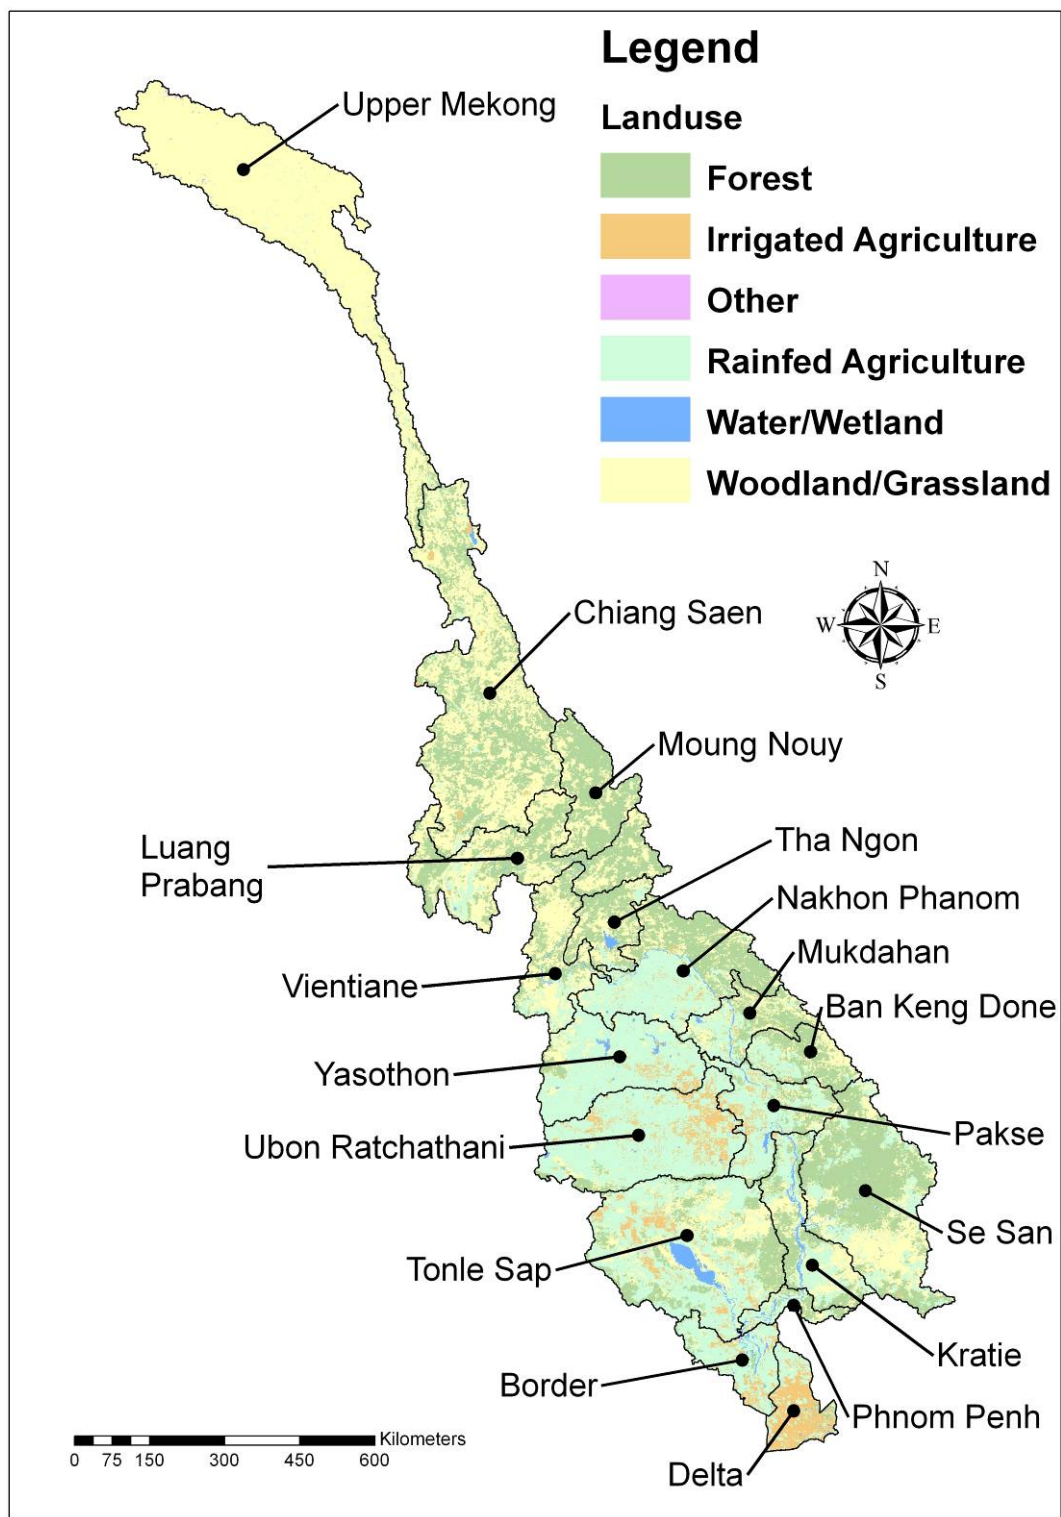 Legend
Landuse
Forest
Irrigated Agriculture
Other
Rainfed Agriculture
Water/Wetland
Woodland/Grassland
N
W
E
S
Upper Mekong
Chiang Saen
Moung Nouy
Luang
Prabang
Tha Ngon
Nakhon Phanom
Mukdahan
Vientiane
Ban Keng Done
Yasothon
Pakse
Ubon Ratchathani
Se San
Tonle Sap
Kratie
Border
Phnom Penh
Delta
Kilometers
0 75 150 300 450 600